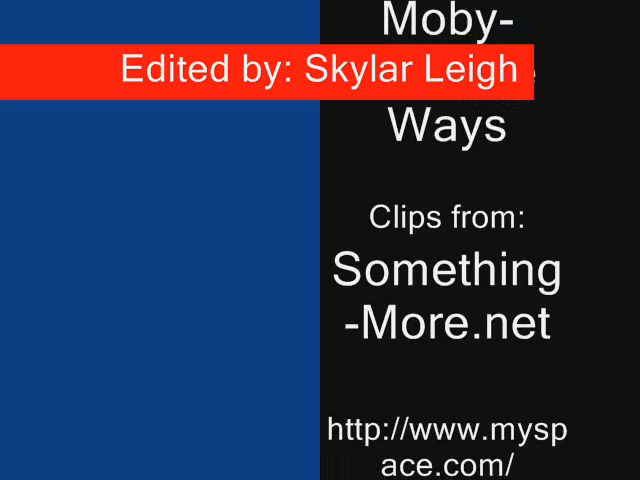 Moby-
Edited by: Skylar Leigh
Ways
Clips from:
Something
-More.net
http://www.mysp
ace.com/